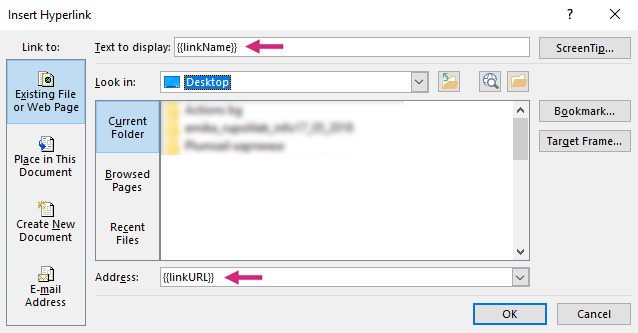 Insert Hyperlink
Link to:
Text to display: {{linkName}}
ScreenTip...
Existing File
or Web Page
Look in: Desktop
Current
Folder
Bookmark...
Target Frame...
Place in This
Document
Browsed
Pages
Create New
Document
Recent
Files
E-mail
Address
Address: {{linkURL}}
OK
Cancel